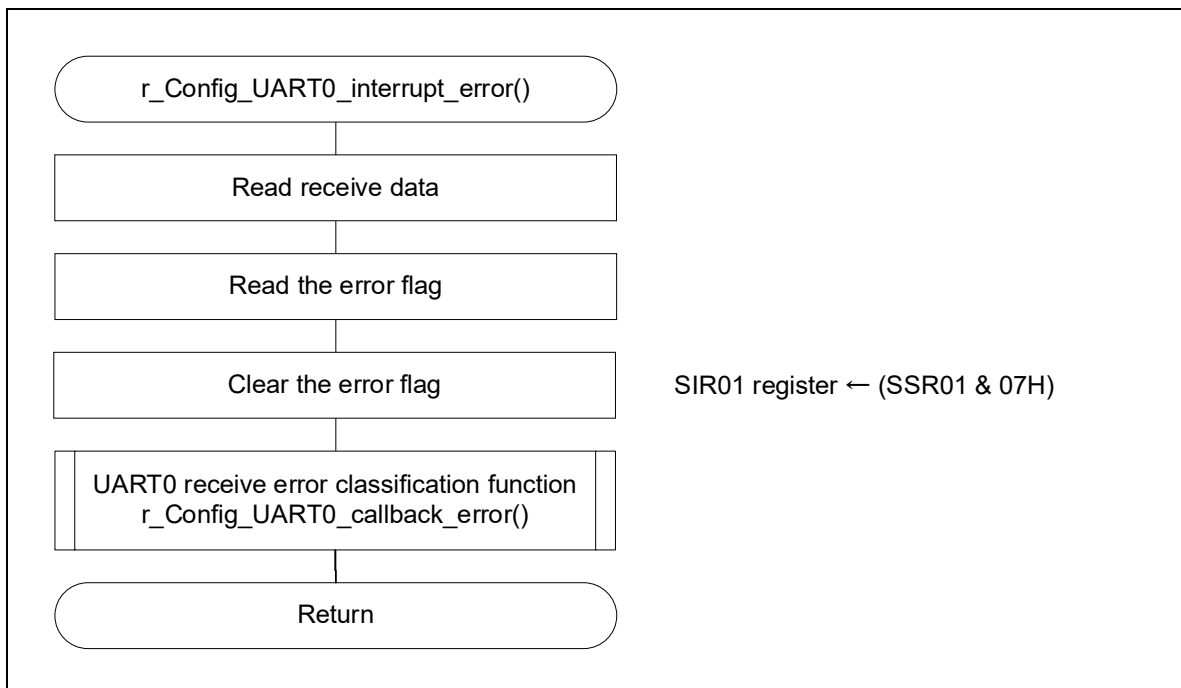 r_Config_UART0_interrupt_error()
Read receive data
Read the error flag
Clear the error flag
SIR01 register ← (SSR01 & 07H)
UART0 receive error classification function
r_Config_UART0_callback_error()
Return